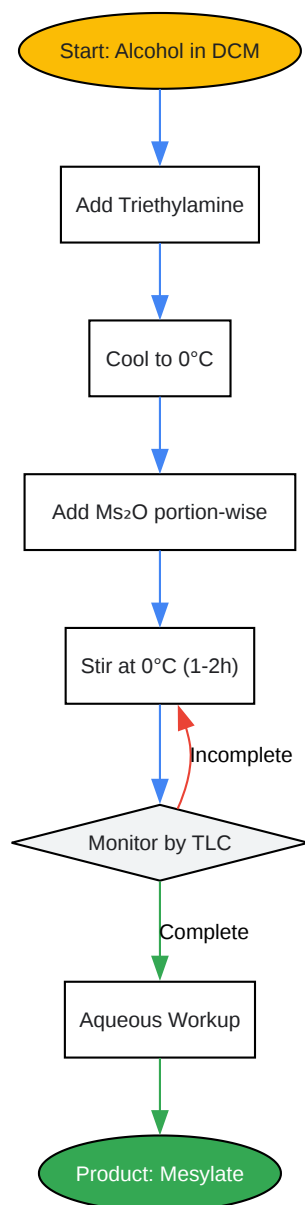 Start: Alcohol in DCM
Add Triethylamine
Cool to 0°C
Add Ms₂O portion-wise
Stir at 0°C (1-2h)
Incomplete
Monitor by TLC
Complete
Aqueous Workup
Product: Mesylate